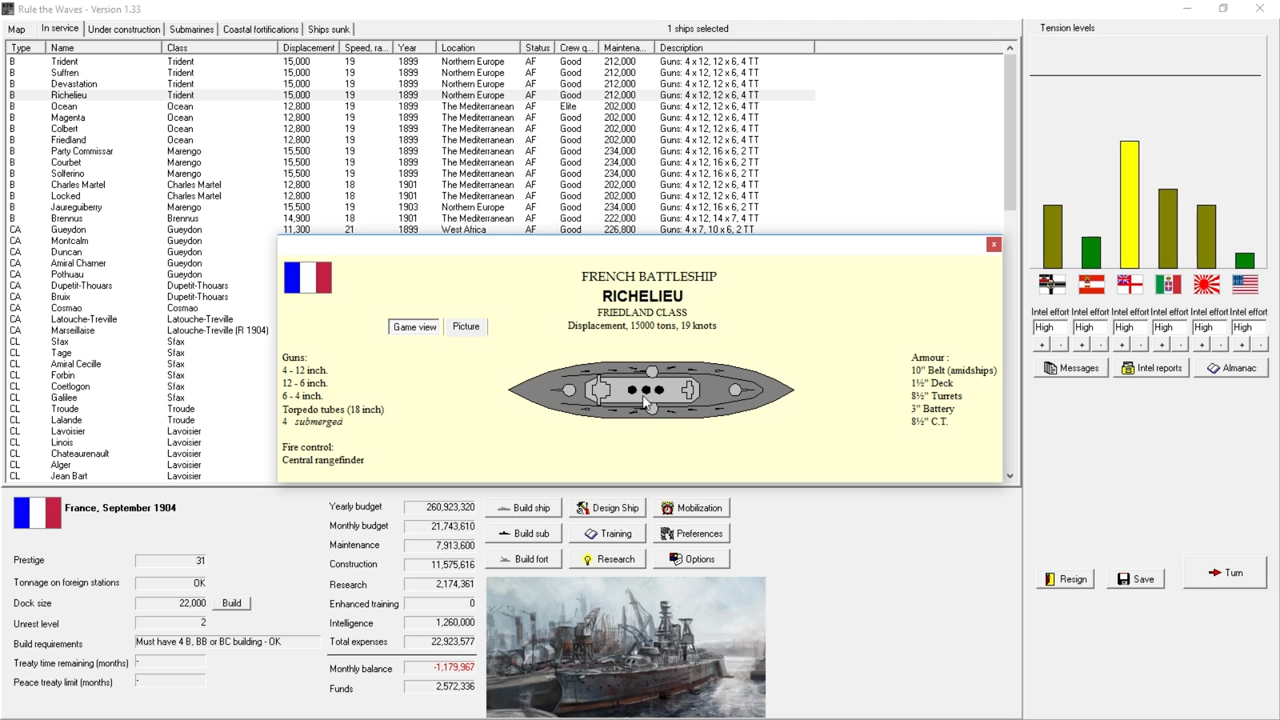 Rule the Waves - Version 1.33
Map In service Under construction Submarines Coastal fortifications Ships sunk 1 ships selected
Type Name Class Displacement Speed, ra... Year Location Status Crew q... Maintena... Description
B Trident Trident 15,000 19 1899 Northern Europe AF Good 212,000 Guns: 4 x 12, 12 x 6, 4 TT
B Suffren Trident 15,000 19 1899 Northern Europe AF Good 212,000 Guns: 4 x 12, 12 x 6, 4 TT
B Devastation Trident 15,000 19 1899 Northern Europe AF Good 212,000 Guns: 4 x 12, 12 x 6, 4 TT
B Richelieu Trident 15,000 19 1899 Northern Europe AF Good 212,000 Guns: 4 x 12, 12 x 6, 4 TT
B Ocean Ocean 12,800 19 1899 The Mediterranean AF Elite 202,000 Guns: 4 x 12, 12 x 6, 4 TT
B Magenta Ocean 12,800 19 1899 The Mediterranean AF Good 202,000 Guns: 4 x 12, 12 x 6, 4 TT
B Colbert Ocean 12,800 19 1899 The Mediterranean AF Good 202,000 Guns: 4 x 12, 12 x 6, 4 TT
B Friedland Ocean 12,800 19 1899 The Mediterranean AF Good 202,000 Guns: 4 x 12, 12 x 6, 4 TT
B Party Commissar Marengo 15,500 19 1899 The Mediterranean AF Good 234,000 Guns: 4 x 12, 16 x 6, 2 TT
B Courbet Marengo 15,500 19 1899 The Mediterranean AF Good 234,000 Guns: 4 x 12, 16 x 6, 2 TT
B Solferino Marengo 15,500 19 1899 The Mediterranean AF Good 234,000 Guns: 4 x 12, 16 x 6, 2 TT
B Charles Martel Charles Martel 12,800 18 1901 The Mediterranean AF Good 202,000 Guns: 4 x 12, 12 x 6, 4 TT
B Locked Charles Martel 12,800 18 1901 The Mediterranean AF Good 202,000 Guns: 4 x 12, 12 x 6, 4 TT
B Jaureguiberry Marengo 15,500 19 1903 Northern Europe AF Good 234,000 Guns: 4 x 12, 16 x 6, 2 TT
B Brennus Brennus 14,900 18 1901 The Mediterranean AF Good 222,000 Guns: 4 x 12, 14 x 7, 4 TT
CA Gueydon Gueydon 11,300 21 1899 West Africa AF Good 226,800 Guns: 4 x 7, 10 x 6, 2 TT
CA Montcalm Gueydon
CA Duncan Gueydon
CA Amiral Charner Gueydon
CA Pothuau Gueydon
CA Dupetit-Thouars Gueydon
CA Bruix Gueydon
CA Cosmao Cosmao
CA Latouche-Treville Latouche-Treville
CA Marseillaise Latouche-Treville (R 1904)
CL Sfax Sfax
CL Tage Sfax
CL Amiral Cecille Sfax
CL Forbin Sfax
CL Coetlogon Sfax
CL Galilee Sfax
CL Troude Troude
CL Lalande Troude
CL Lavoisier Lavoisier
CL Linois Lavoisier
CL Chateaurenault Lavoisier
CL Alger Lavoisier
CL Jean Bart Lavoisier
x
FRENCH BATTLESHIP
RICHELIEU
FRIEDLAND CLASS
Displacement, 15000 tons, 19 knots
Game view Picture
Guns:
4 - 12 inch.
12 - 6 inch.
6 - 4 inch.
Torpedo tubes (18 inch)
4 submerged
Fire control:
Central rangefinder
Armour :
10" Belt (amidships)
1½" Deck
8½" Turrets
3" Battery
8½" C.T.
Tension levels
Intel effort Intel effort Intel effort Intel effort Intel effort Intel effort
High High High High High High
+ - + - + - + - + - + -
Messages Intel reports Almanac
France, September 1904
Prestige 31
Tonnage on foreign stations OK
Dock size 22,000 Build
Unrest level 2
Build requirements Must have 4 B, BB or BC building - OK
Treaty time remaining (months) -
Peace treaty limit (months) -
Yearly budget 260,923,320
Monthly budget 21,743,610
Maintenance 7,913,600
Construction 11,575,616
Research 2,174,361
Enhanced training 0
Intelligence 1,260,000
Total expenses 22,923,577
Monthly balance -1,179,967
Funds 2,572,336
Build ship Design Ship Mobilization
Build sub Training Preferences
Build fort Research Options
Resign Save Turn